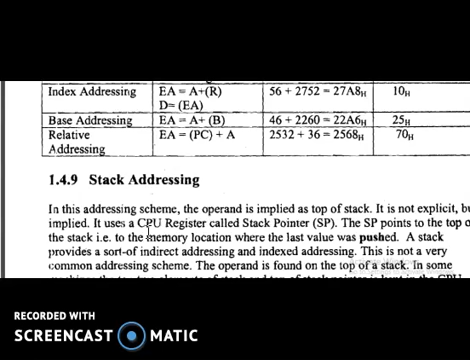 Index Addressing EA = A+(R) 56 + 2752 = 27A8H 10H
D= (EA)
Base Addressing EA = A+ (B) 46 + 2260 = 22A6H 25H
Relative EA = (PC) + A 2532 + 36 = 2568H 70H
Addressing
1.4.9 Stack Addressing
In this addressing scheme, the operand is implied as top of stack. It is not explicit, bu
implied. It uses a CPU Register called Stack Pointer (SP). The SP points to the top o
the stack i.e. to the memory location where the last value was pushed. A stack
provides a sort-of indirect addressing and indexed addressing. This is not a very
common addressing scheme. The operand is found on the top of a stack. In some
RECORDED WITH
SCREENCAST MATIC